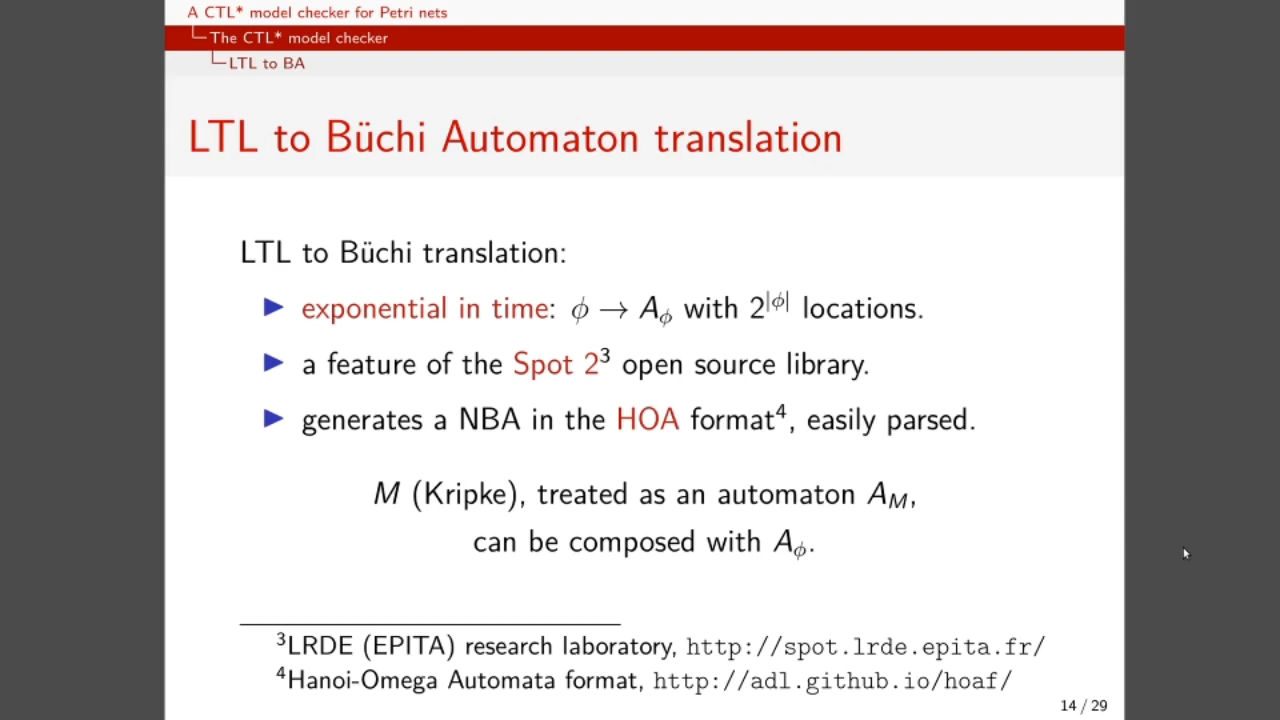 A CTL* model checker for Petri nets
The CTL* model checker
LTL to BA
LTL to Büchi Automaton translation
LTL to Büchi translation:
exponential in time: ϕ → A_ϕ with 2^|ϕ| locations.
a feature of the Spot 2³ open source library.
generates a NBA in the HOA format⁴, easily parsed.
M (Kripke), treated as an automaton A_M,
can be composed with A_ϕ.
³LRDE (EPITA) research laboratory, http://spot.lrde.epita.fr/
⁴Hanoi-Omega Automata format, http://adl.github.io/hoaf/
14 / 29